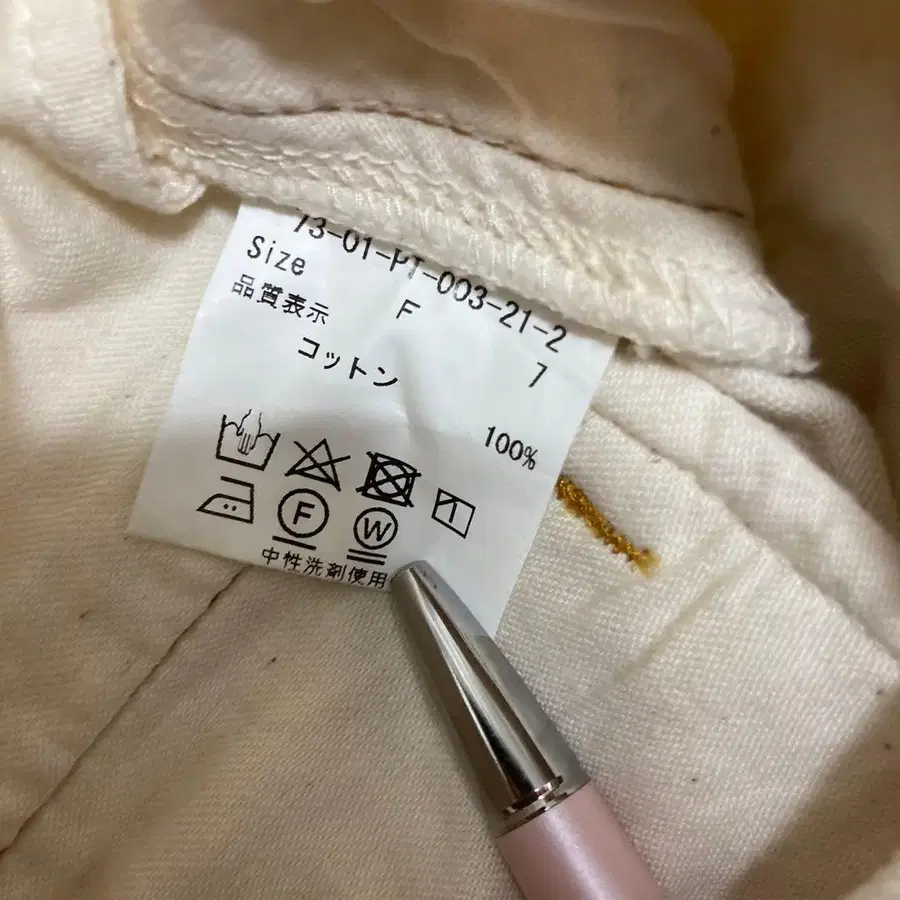 73-01-PT-003-21-2
Size F 7
品質表示
コットン 100%
F W
中性洗剤使用